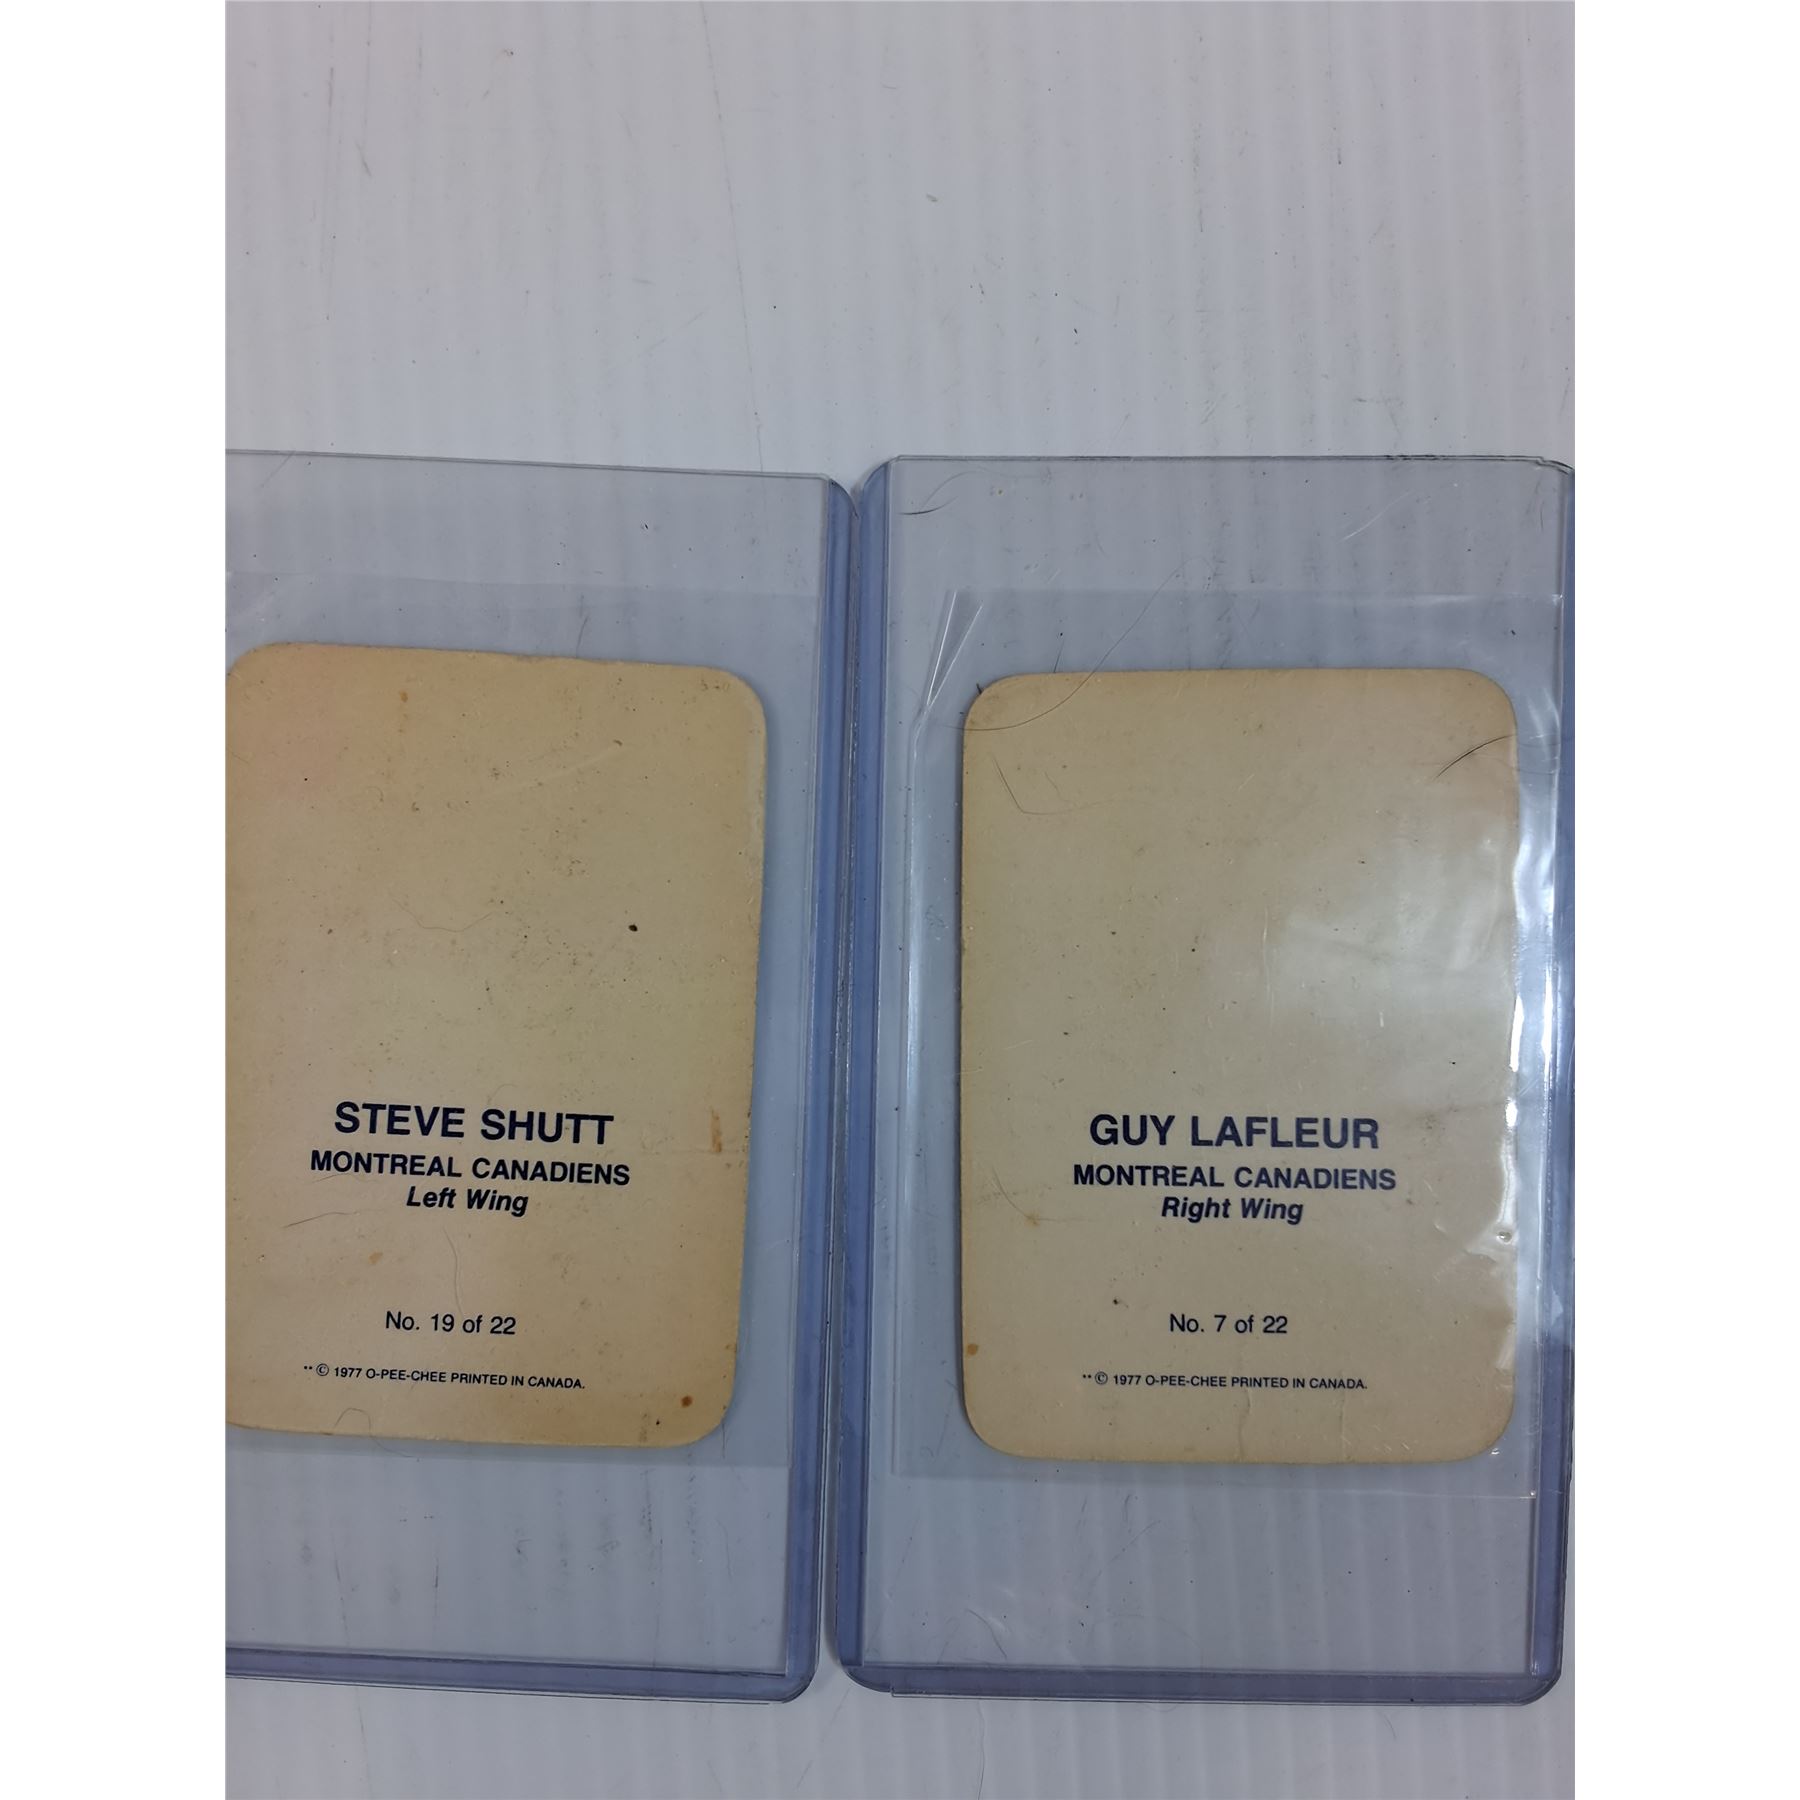 STEVE SHUTT
MONTREAL CANADIENS
Left Wing
No. 19 of 22
** © 1977 O-PEE-CHEE PRINTED IN CANADA.
GUY LAFLEUR
MONTREAL CANADIENS
Right Wing
No. 7 of 22
** © 1977 O-PEE-CHEE PRINTED IN CANADA.